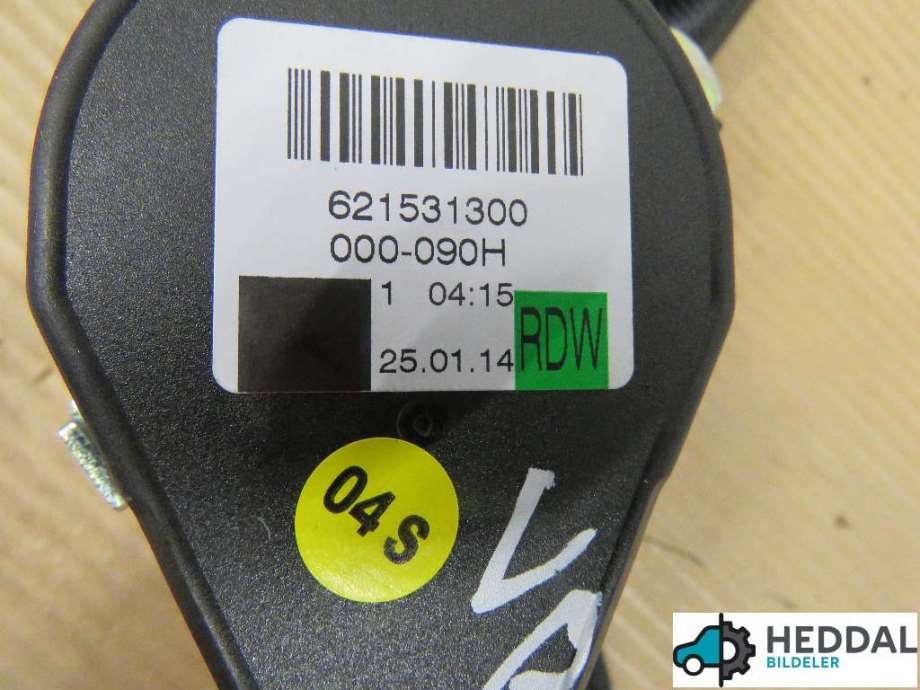 621531300
000-090H
1 04:15
RDW
25.01.14
04S
V
HEDDAL
BILDELER